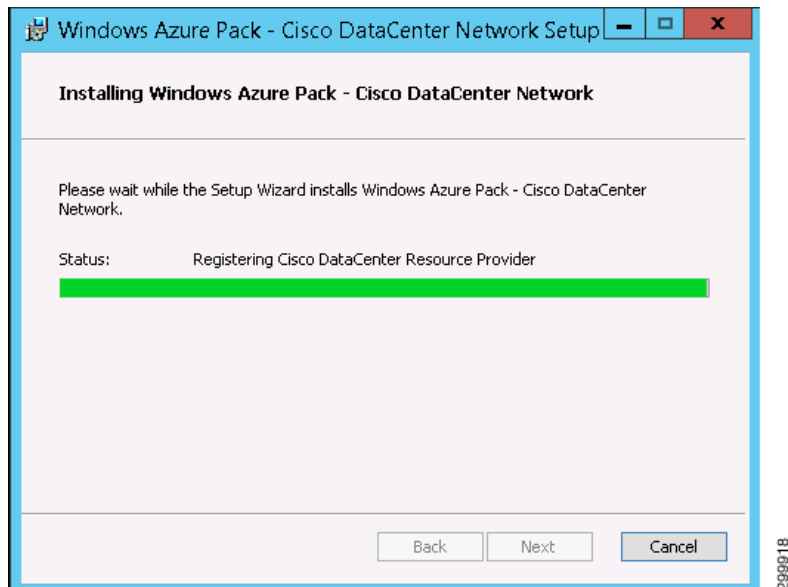 Windows Azure Pack - Cisco DataCenter Network Setup
Installing Windows Azure Pack - Cisco DataCenter Network
Please wait while the Setup Wizard installs Windows Azure Pack - Cisco DataCenter
Network.
Status: Registering Cisco DataCenter Resource Provider
Back Next Cancel
299918